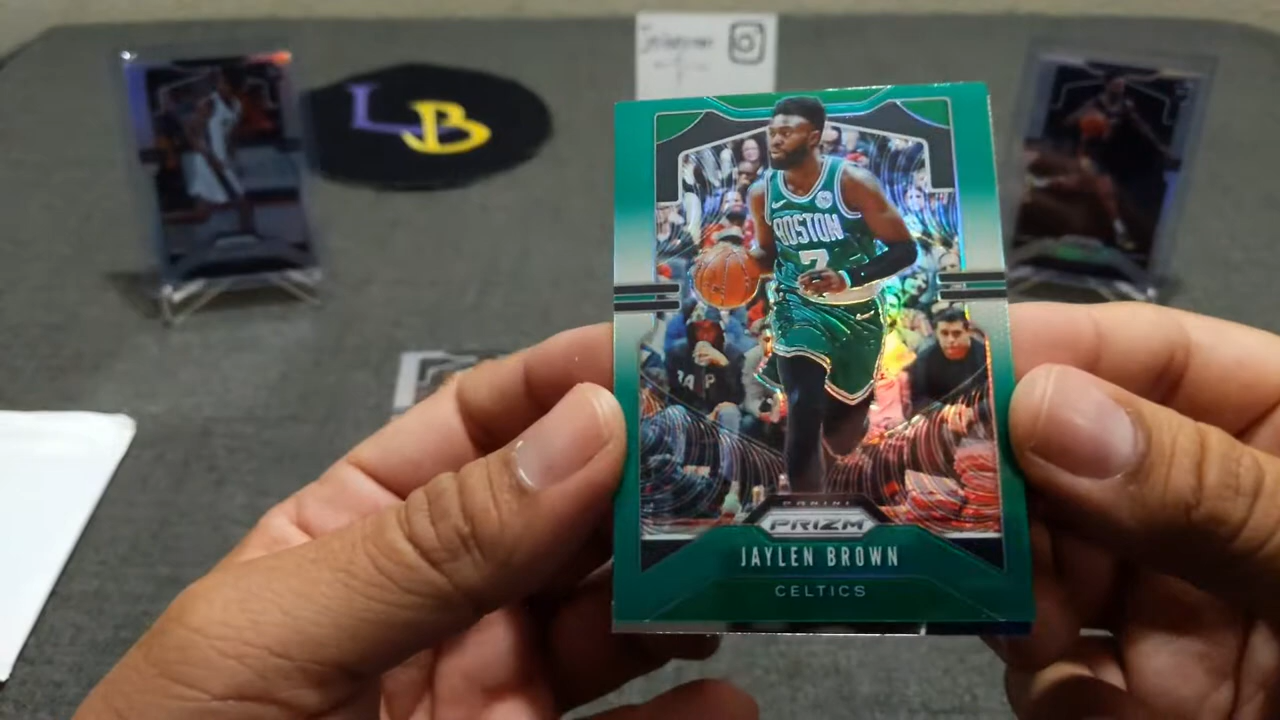 LB
BOSTON
7
PANINI
PRIZM
JAYLEN BROWN
CELTICS